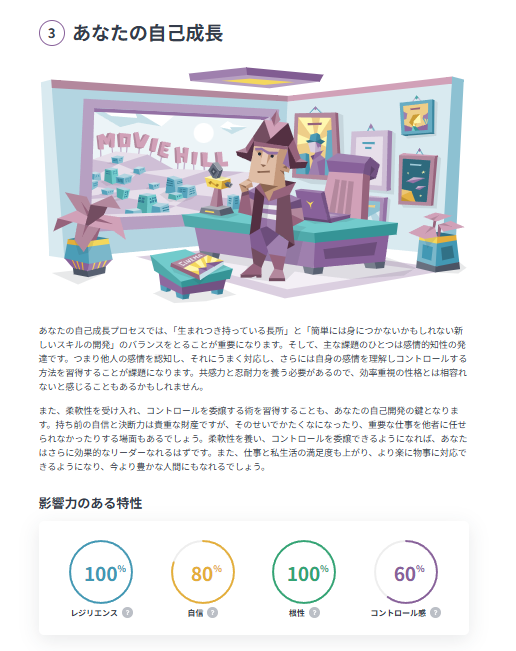 3 あなたの自己成長
MOVIE HILL
CINEMA
あなたの自己成長プロセスでは、「生まれつき持っている長所」と「簡単には身につかないかもしれない新
しいスキルの開発」のバランスをとることが重要になります。そして、主な課題のひとつは感情的知性の発
達です。つまり他人の感情を認知し、それにうまく対応し、さらには自身の感情を理解しコントロールする
方法を習得することが課題になります。共感力と忍耐力を養う必要があるので、効率重視の性格とは相容れ
ないと感じることもあるかもしれません。
また、柔軟性を受け入れ、コントロールを委譲する術を習得することも、あなたの自己開発の鍵となりま
す。持ち前の自信と決断力は貴重な財産ですが、そのせいでかたくなになったり、重要な仕事を他者に任せ
られなかったりする場面もあるでしょう。柔軟性を養い、コントロールを委譲できるようになれば、あなた
はさらに効果的なリーダーなれるはずです。また、仕事と私生活の満足度も上がり、より楽に物事に対応で
きるようになり、今より豊かな人間にもなれるでしょう。
影響力のある特性
100% 80% 100% 60%
レジリエンス ? 自信 ? 根性 ? コントロール感 ?